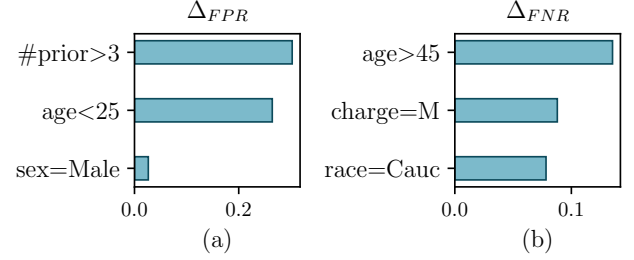 Δ_FPR
#prior>3
age<25
sex=Male
0.0 0.2
(a)
Δ_FNR
age>45
charge=M
race=Cauc
0.0 0.1
(b)